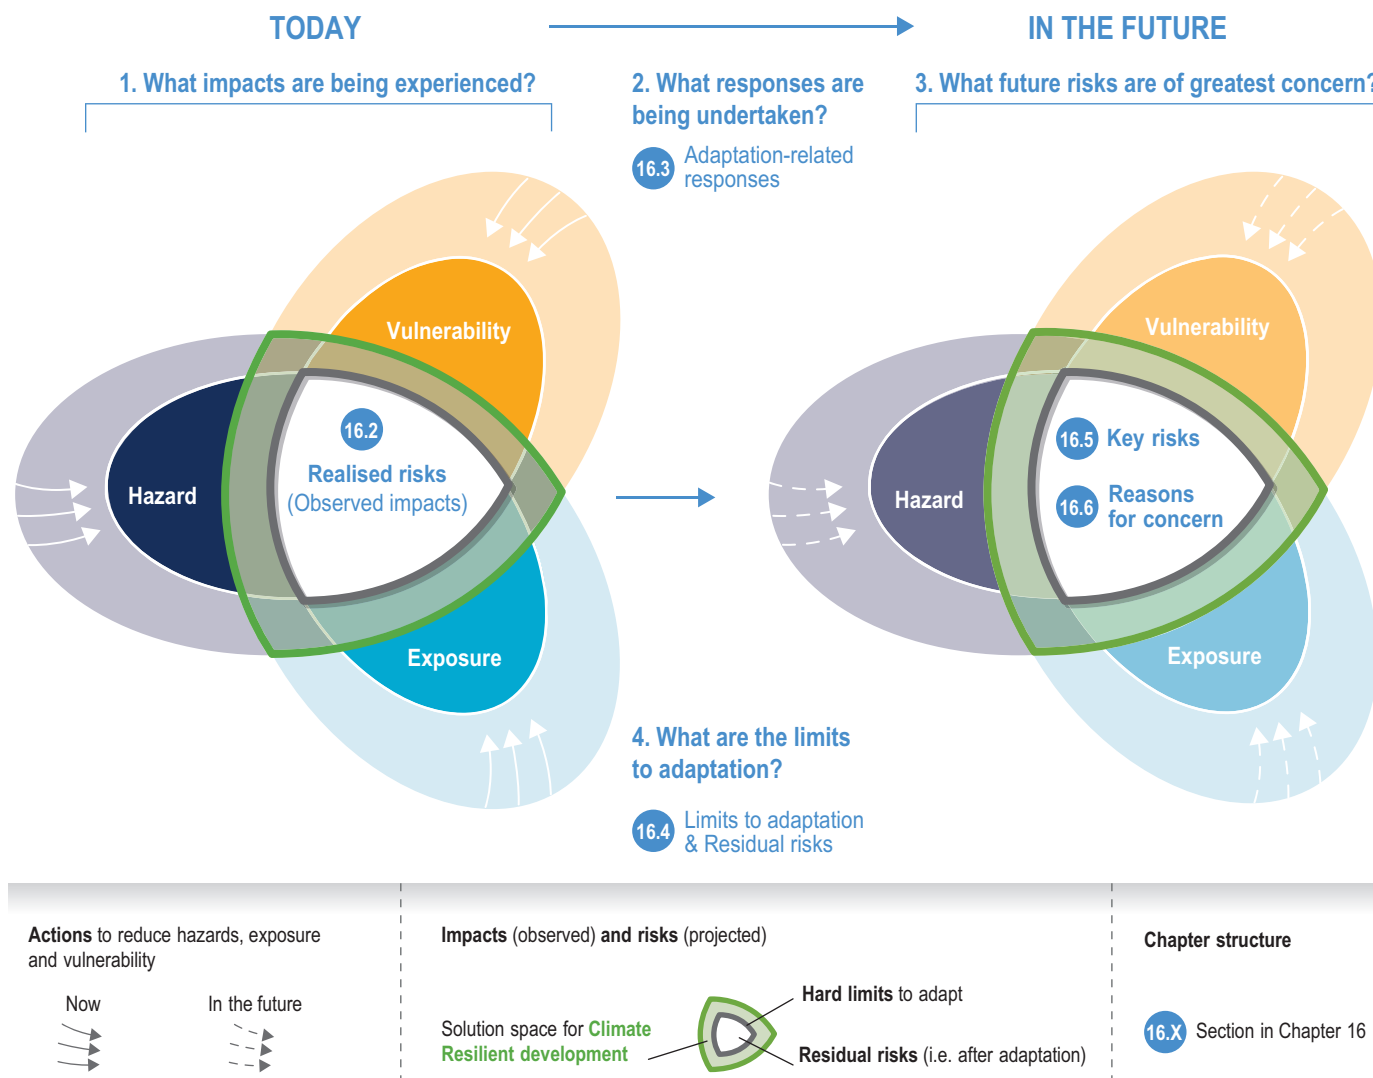 TODAY
IN THE FUTURE
1. What impacts are being experienced?
2. What responses are
being undertaken?
16.3 Adaptation-related
responses
3. What future risks are of greatest concern?
Vulnerability
Hazard
16.2
Realised risks
(Observed impacts)
Exposure
Vulnerability
Hazard
16.5 Key risks
16.6 Reasons
for concern
Exposure
4. What are the limits
to adaptation?
16.4 Limits to adaptation
& Residual risks
Actions to reduce hazards, exposure
and vulnerability
Now
In the future
Impacts (observed) and risks (projected)
Solution space for Climate
Resilient development
Hard limits to adapt
Residual risks (i.e. after adaptation)
Chapter structure
16.X Section in Chapter 16